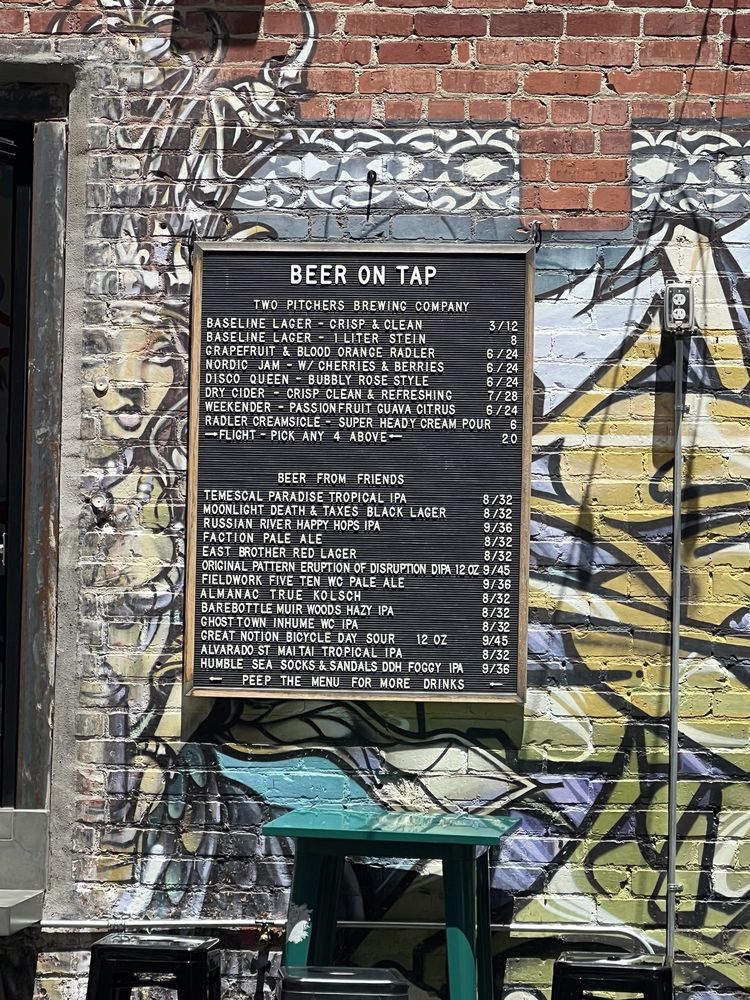 BEER ON TAP
TWO PITCHERS BREWING COMPANY
BASELINE LAGER - CRISP & CLEAN 3/12
BASELINE LAGER - 1 LITER STEIN 8
GRAPEFRUIT & BLOOD ORANGE RADLER 6/24
NORDIC JAM - W/ CHERRIES & BERRIES 6/24
DISCO QUEEN - BUBBLY ROSE STYLE 6/24
DRY CIDER - CRISP CLEAN & REFRESHING 7/28
WEEKENDER - PASSIONFRUIT GUAVA CITRUS 6/24
RADLER CREAMSICLE - SUPER HEADY CREAM POUR 6
→FLIGHT - PICK ANY 4 ABOVE← 20
BEER FROM FRIENDS
TEMESCAL PARADISE TROPICAL IPA 8/32
MOONLIGHT DEATH & TAXES BLACK LAGER 8/32
RUSSIAN RIVER HAPPY HOPS IPA 9/36
FACTION PALE ALE 8/32
EAST BROTHER RED LAGER 8/32
ORIGINAL PATTERN ERUPTION OF DISRUPTION DIPA 12 OZ 9/45
FIELDWORK FIVE TEN WC PALE ALE 9/36
ALMANAC TRUE KOLSCH 8/32
BAREBOTTLE MUIR WOODS HAZY IPA 8/32
GHOST TOWN INHUME WC IPA 8/32
GREAT NOTION BICYCLE DAY SOUR 12 OZ 9/45
ALVARADO ST MAI TAI TROPICAL IPA 8/32
HUMBLE SEA SOCKS & SANDALS DDH FOGGY IPA 9/36
← PEEP THE MENU FOR MORE DRINKS ←